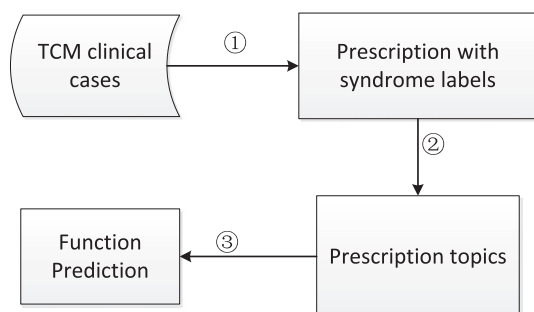 TCM clinical
cases
①
Prescription with
syndrome labels
②
Prescription topics
③
Function
Prediction